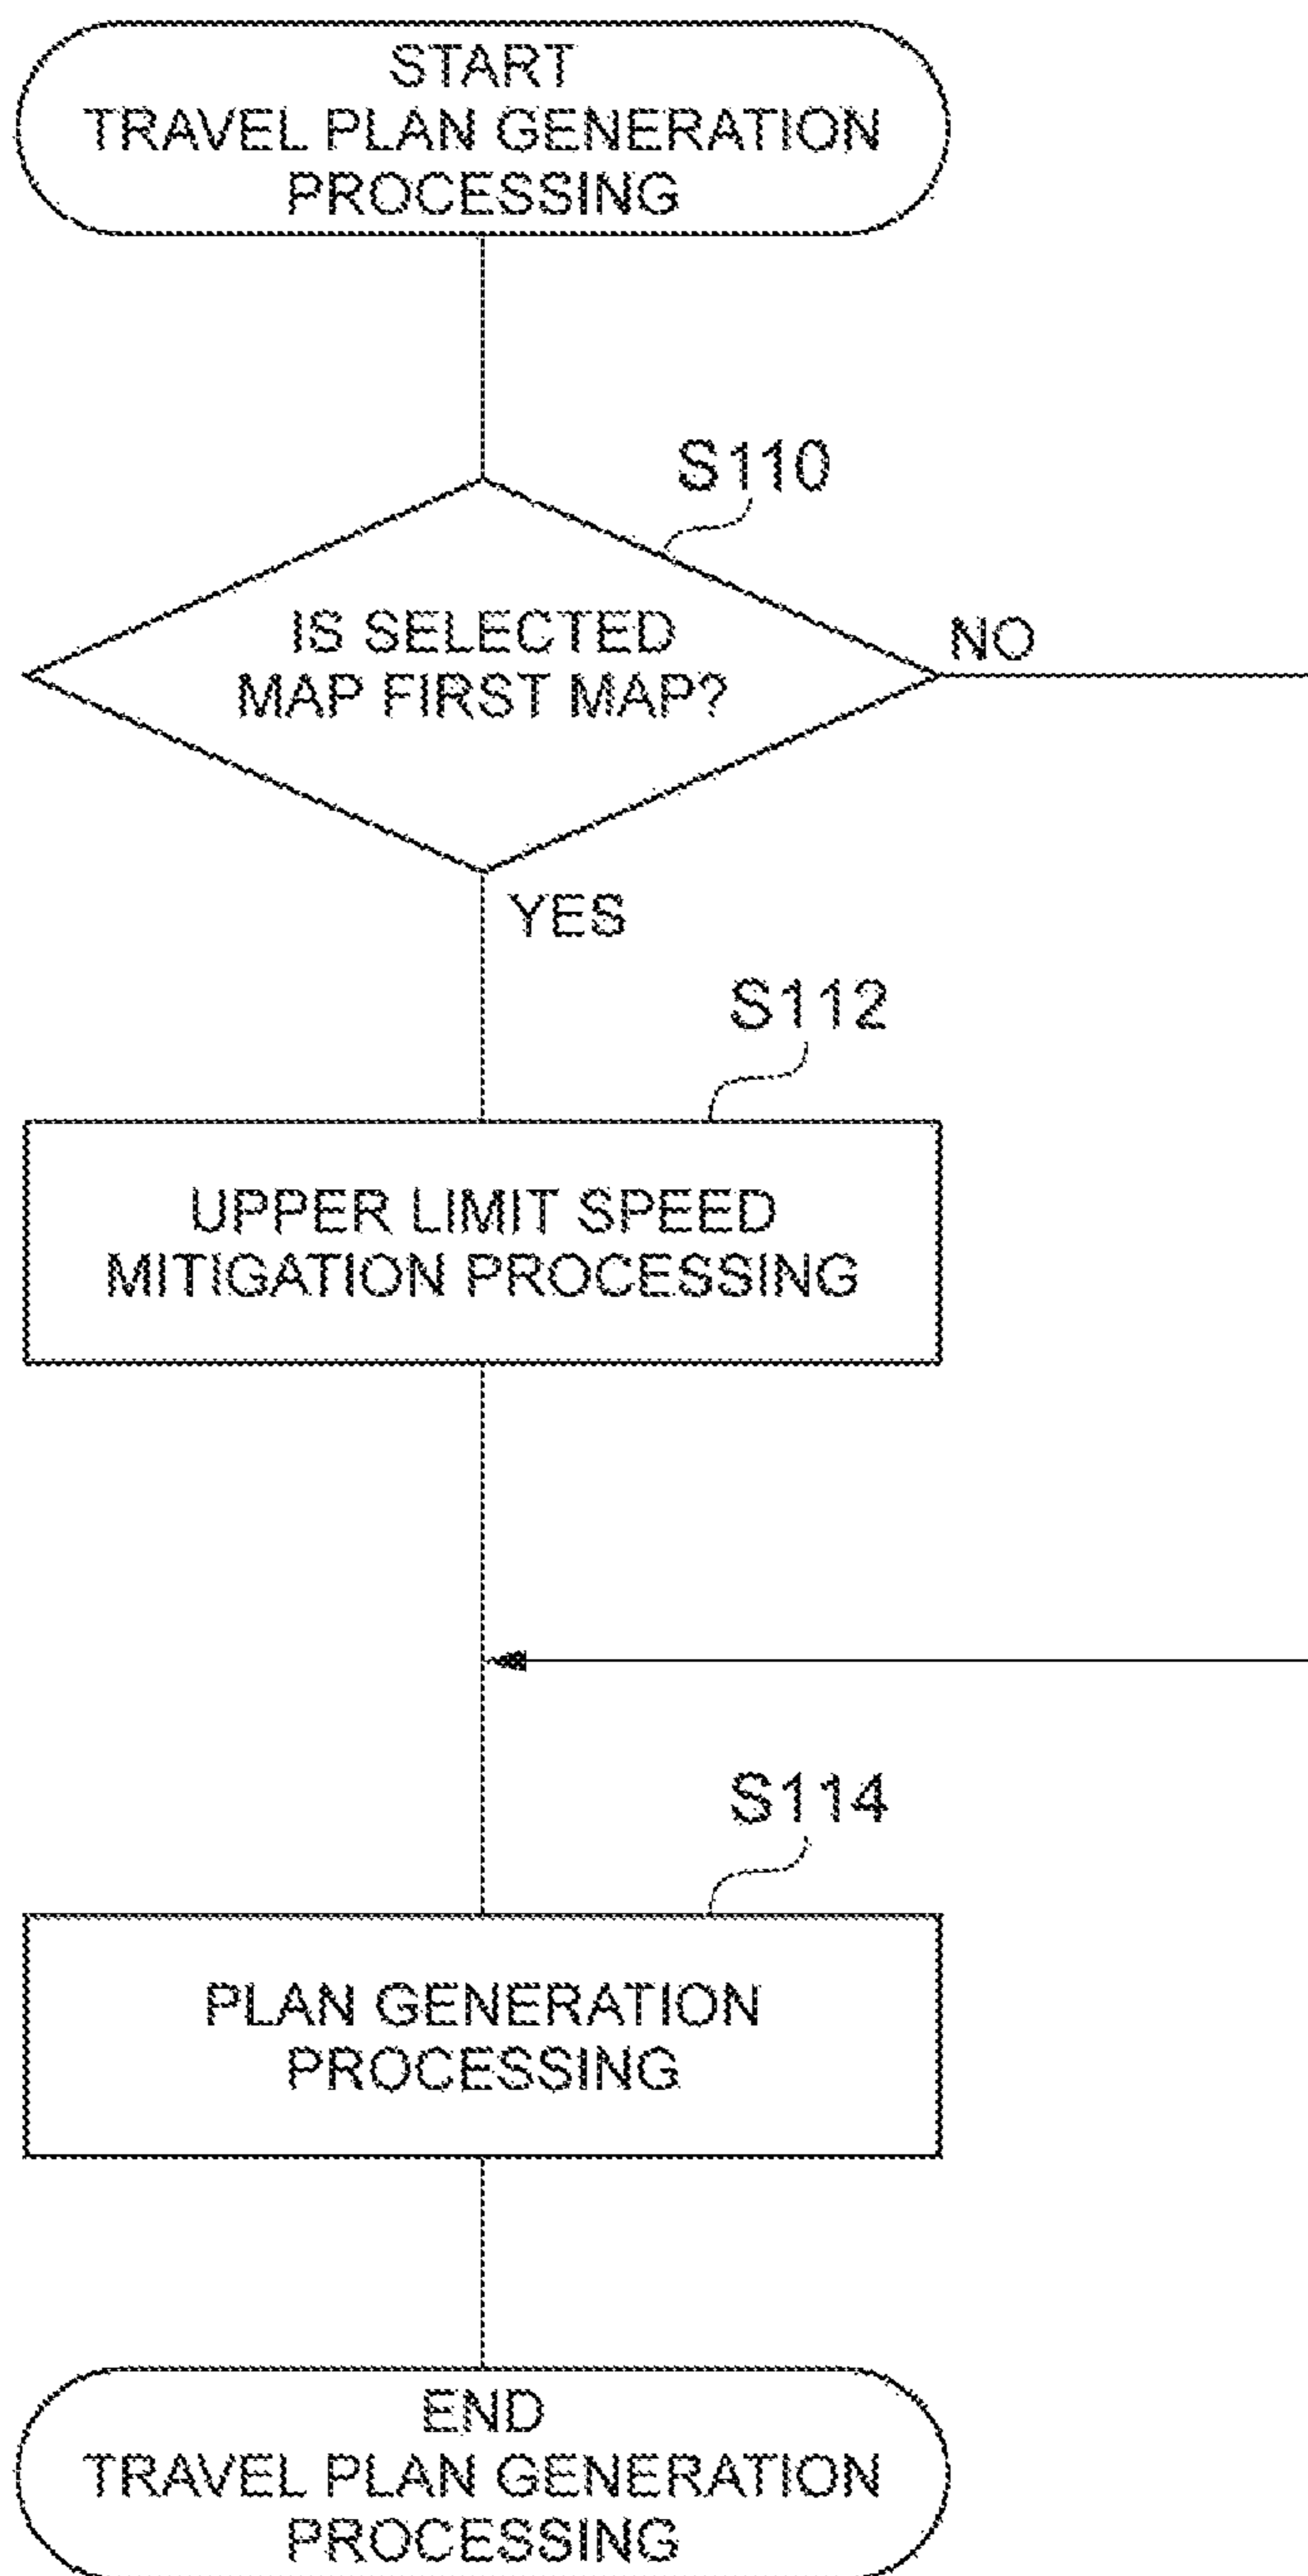 START
TRAVEL PLAN GENERATION
PROCESSING
S110
IS SELECTED
MAP FIRST MAP?
NO
YES
S112
UPPER LIMIT SPEED
MITIGATION PROCESSING
S114
PLAN GENERATION
PROCESSING
END
TRAVEL PLAN GENERATION
PROCESSING